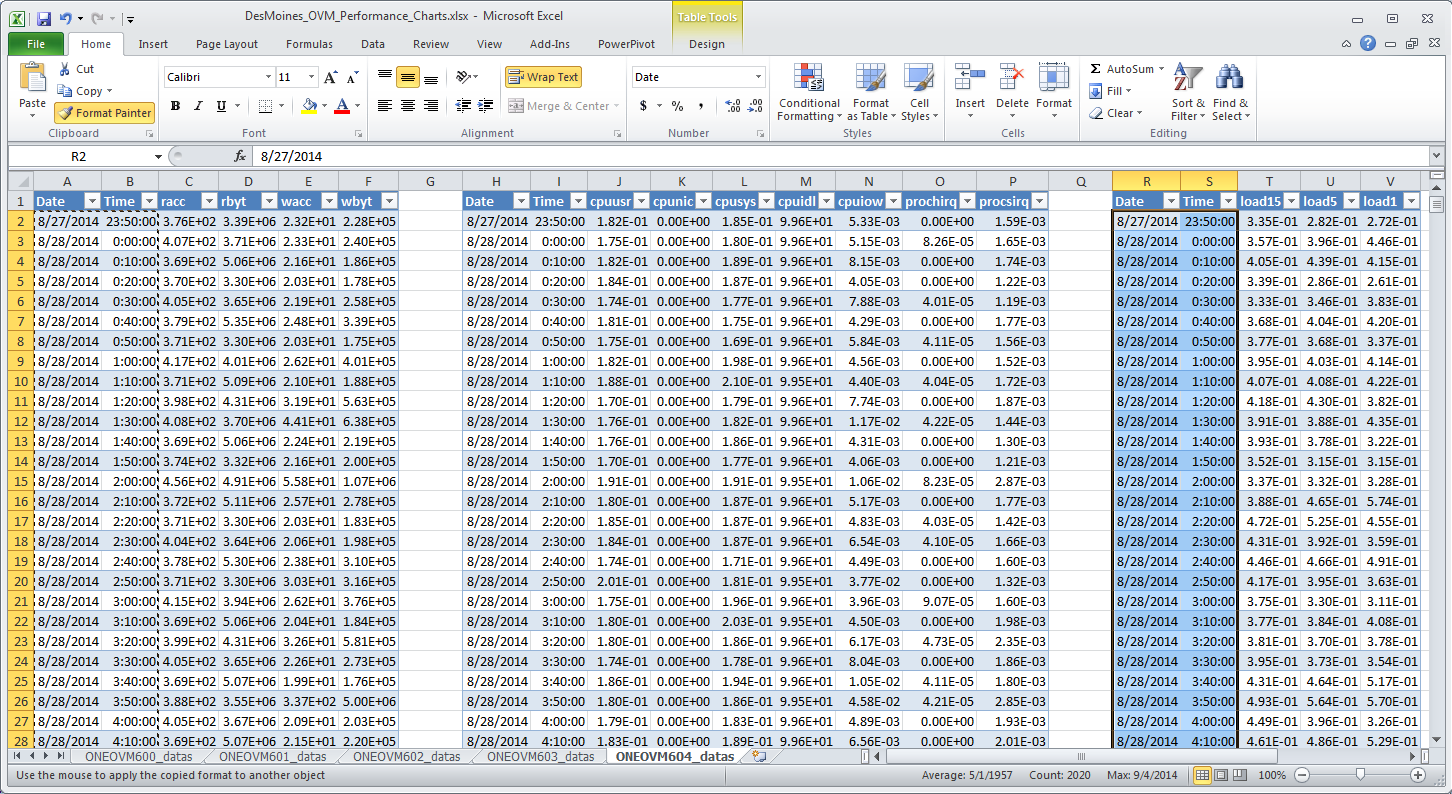 DesMoines_OVM_Performance_Charts.xlsx - Microsoft Excel
Table Tools
File Home Insert Page Layout Formulas Data Review View Add-Ins PowerPivot Design
Paste Cut Copy Format Painter Clipboard
Calibri 11 B I U A Font
Wrap Text Merge & Center Alignment
Date $ % , Number
Conditional Formatting Format as Table Cell Styles Styles
Insert Delete Format Cells
Σ AutoSum Fill Clear Sort & Filter Find & Select Editing
R2 fx 8/27/2014
A B C D E F G H I J K L M N O P Q R S T U V
1 Date Time racc rbyt wacc wbyt Date Time cpuusr cpunic cpusys cpuidl cpuiow prochirq procsirq Date Time load15 load5 load1
2 8/27/2014 23:50:00 3.76E+02 3.39E+06 2.32E+01 2.28E+05 8/27/2014 23:50:00 1.82E-01 0.00E+00 1.85E-01 9.96E+01 5.33E-03 0.00E+00 1.59E-03 8/27/2014 23:50:00 3.35E-01 2.82E-01 2.72E-01
3 8/28/2014 0:00:00 4.07E+02 3.71E+06 2.33E+01 2.40E+05 8/28/2014 0:00:00 1.75E-01 0.00E+00 1.80E-01 9.96E+01 5.15E-03 8.26E-05 1.65E-03 8/28/2014 0:00:00 3.57E-01 3.96E-01 4.46E-01
4 8/28/2014 0:10:00 3.69E+02 5.06E+06 2.16E+01 1.86E+05 8/28/2014 0:10:00 1.82E-01 0.00E+00 1.89E-01 9.96E+01 8.15E-03 0.00E+00 1.74E-03 8/28/2014 0:10:00 4.05E-01 4.39E-01 4.15E-01
5 8/28/2014 0:20:00 3.70E+02 3.30E+06 2.03E+01 1.78E+05 8/28/2014 0:20:00 1.84E-01 0.00E+00 1.87E-01 9.96E+01 4.05E-03 0.00E+00 1.22E-03 8/28/2014 0:20:00 3.39E-01 2.86E-01 2.61E-01
6 8/28/2014 0:30:00 4.05E+02 3.65E+06 2.19E+01 2.58E+05 8/28/2014 0:30:00 1.74E-01 0.00E+00 1.77E-01 9.96E+01 7.88E-03 4.01E-05 1.19E-03 8/28/2014 0:30:00 3.33E-01 3.46E-01 3.83E-01
7 8/28/2014 0:40:00 3.79E+02 5.35E+06 2.48E+01 3.39E+05 8/28/2014 0:40:00 1.81E-01 0.00E+00 1.75E-01 9.96E+01 4.29E-03 0.00E+00 1.77E-03 8/28/2014 0:40:00 3.68E-01 4.04E-01 4.20E-01
8 8/28/2014 0:50:00 3.71E+02 3.30E+06 2.03E+01 1.75E+05 8/28/2014 0:50:00 1.75E-01 0.00E+00 1.69E-01 9.96E+01 5.84E-03 4.11E-05 1.56E-03 8/28/2014 0:50:00 3.77E-01 3.68E-01 3.37E-01
9 8/28/2014 1:00:00 4.17E+02 4.01E+06 2.62E+01 4.01E+05 8/28/2014 1:00:00 1.82E-01 0.00E+00 1.98E-01 9.96E+01 4.56E-03 0.00E+00 1.52E-03 8/28/2014 1:00:00 3.95E-01 4.03E-01 4.14E-01
10 8/28/2014 1:10:00 3.71E+02 5.09E+06 2.10E+01 1.88E+05 8/28/2014 1:10:00 1.88E-01 0.00E+00 2.10E-01 9.95E+01 4.40E-03 4.04E-05 1.72E-03 8/28/2014 1:10:00 4.07E-01 4.08E-01 4.22E-01
11 8/28/2014 1:20:00 3.98E+02 4.31E+06 3.19E+01 5.63E+05 8/28/2014 1:20:00 1.70E-01 0.00E+00 1.79E-01 9.96E+01 7.74E-03 0.00E+00 1.87E-03 8/28/2014 1:20:00 4.18E-01 4.30E-01 3.82E-01
12 8/28/2014 1:30:00 4.08E+02 3.70E+06 4.41E+01 6.38E+05 8/28/2014 1:30:00 1.76E-01 0.00E+00 1.82E-01 9.96E+01 1.17E-02 4.22E-05 1.44E-03 8/28/2014 1:30:00 3.91E-01 3.88E-01 4.35E-01
13 8/28/2014 1:40:00 3.69E+02 5.06E+06 2.24E+01 2.19E+05 8/28/2014 1:40:00 1.76E-01 0.00E+00 1.86E-01 9.96E+01 4.31E-03 0.00E+00 1.30E-03 8/28/2014 1:40:00 3.93E-01 3.78E-01 3.22E-01
14 8/28/2014 1:50:00 3.74E+02 3.32E+06 2.16E+01 2.00E+05 8/28/2014 1:50:00 1.70E-01 0.00E+00 1.77E-01 9.96E+01 4.06E-03 0.00E+00 1.21E-03 8/28/2014 1:50:00 3.52E-01 3.15E-01 3.15E-01
15 8/28/2014 2:00:00 4.56E+02 4.91E+06 5.58E+01 1.07E+06 8/28/2014 2:00:00 1.91E-01 0.00E+00 1.91E-01 9.95E+01 1.06E-02 8.23E-05 2.87E-03 8/28/2014 2:00:00 3.37E-01 3.32E-01 3.28E-01
16 8/28/2014 2:10:00 3.72E+02 5.11E+06 2.57E+01 2.78E+05 8/28/2014 2:10:00 1.80E-01 0.00E+00 1.87E-01 9.96E+01 5.17E-03 0.00E+00 1.77E-03 8/28/2014 2:10:00 3.88E-01 4.65E-01 5.74E-01
17 8/28/2014 2:20:00 3.71E+02 3.30E+06 2.03E+01 1.83E+05 8/28/2014 2:20:00 1.85E-01 0.00E+00 1.87E-01 9.96E+01 4.83E-03 4.03E-05 1.42E-03 8/28/2014 2:20:00 4.72E-01 5.25E-01 4.55E-01
18 8/28/2014 2:30:00 4.04E+02 3.64E+06 2.06E+01 1.98E+05 8/28/2014 2:30:00 1.84E-01 0.00E+00 1.87E-01 9.96E+01 6.54E-03 4.10E-05 1.66E-03 8/28/2014 2:30:00 4.31E-01 3.92E-01 3.59E-01
19 8/28/2014 2:40:00 3.78E+02 5.30E+06 2.38E+01 3.10E+05 8/28/2014 2:40:00 1.74E-01 0.00E+00 1.71E-01 9.96E+01 4.49E-03 0.00E+00 1.60E-03 8/28/2014 2:40:00 4.46E-01 4.66E-01 4.91E-01
20 8/28/2014 2:50:00 3.71E+02 3.30E+06 3.03E+01 3.16E+05 8/28/2014 2:50:00 2.01E-01 0.00E+00 1.81E-01 9.95E+01 3.77E-02 0.00E+00 1.32E-03 8/28/2014 2:50:00 4.17E-01 3.95E-01 3.63E-01
21 8/28/2014 3:00:00 4.15E+02 3.94E+06 2.62E+01 3.76E+05 8/28/2014 3:00:00 1.75E-01 0.00E+00 1.96E-01 9.96E+01 3.96E-03 9.07E-05 1.60E-03 8/28/2014 3:00:00 3.75E-01 3.30E-01 3.11E-01
22 8/28/2014 3:10:00 3.69E+02 5.06E+06 2.04E+01 1.84E+05 8/28/2014 3:10:00 1.80E-01 0.00E+00 2.03E-01 9.95E+01 4.50E-03 0.00E+00 1.98E-03 8/28/2014 3:10:00 3.77E-01 3.84E-01 4.08E-01
23 8/28/2014 3:20:00 3.99E+02 4.31E+06 3.26E+01 5.81E+05 8/28/2014 3:20:00 1.80E-01 0.00E+00 1.86E-01 9.96E+01 6.17E-03 4.73E-05 2.35E-03 8/28/2014 3:20:00 3.81E-01 3.70E-01 3.78E-01
24 8/28/2014 3:30:00 4.05E+02 3.65E+06 2.26E+01 2.73E+05 8/28/2014 3:30:00 1.74E-01 0.00E+00 1.78E-01 9.96E+01 8.04E-03 0.00E+00 1.86E-03 8/28/2014 3:30:00 3.95E-01 3.73E-01 3.54E-01
25 8/28/2014 3:40:00 3.69E+02 5.07E+06 1.99E+01 1.76E+05 8/28/2014 3:40:00 1.86E-01 0.00E+00 1.94E-01 9.96E+01 1.05E-02 4.11E-05 1.80E-03 8/28/2014 3:40:00 4.31E-01 4.64E-01 5.17E-01
26 8/28/2014 3:50:00 3.88E+02 3.55E+06 3.37E+02 5.00E+06 8/28/2014 3:50:00 1.80E-01 0.00E+00 1.86E-01 9.95E+01 4.58E-02 4.21E-05 2.85E-03 8/28/2014 3:50:00 4.93E-01 5.64E-01 5.70E-01
27 8/28/2014 4:00:00 4.05E+02 3.67E+06 2.09E+01 2.03E+05 8/28/2014 4:00:00 1.79E-01 0.00E+00 1.83E-01 9.96E+01 4.89E-03 0.00E+00 1.93E-03 8/28/2014 4:00:00 4.49E-01 3.96E-01 3.26E-01
28 8/28/2014 4:10:00 3.69E+02 5.07E+06 2.15E+01 2.20E+05 8/28/2014 4:10:00 1.83E-01 0.00E+00 1.89E-01 9.96E+01 6.56E-03 0.00E+00 2.01E-03 8/28/2014 4:10:00 4.61E-01 4.86E-01 5.29E-01
ONEOVM600_datas ONEOVM601_datas ONEOVM602_datas ONEOVM603_datas ONEOVM604_datas
Use the mouse to apply the copied format to another object Average: 5/1/1957 Count: 2020 Max: 9/4/2014 100%